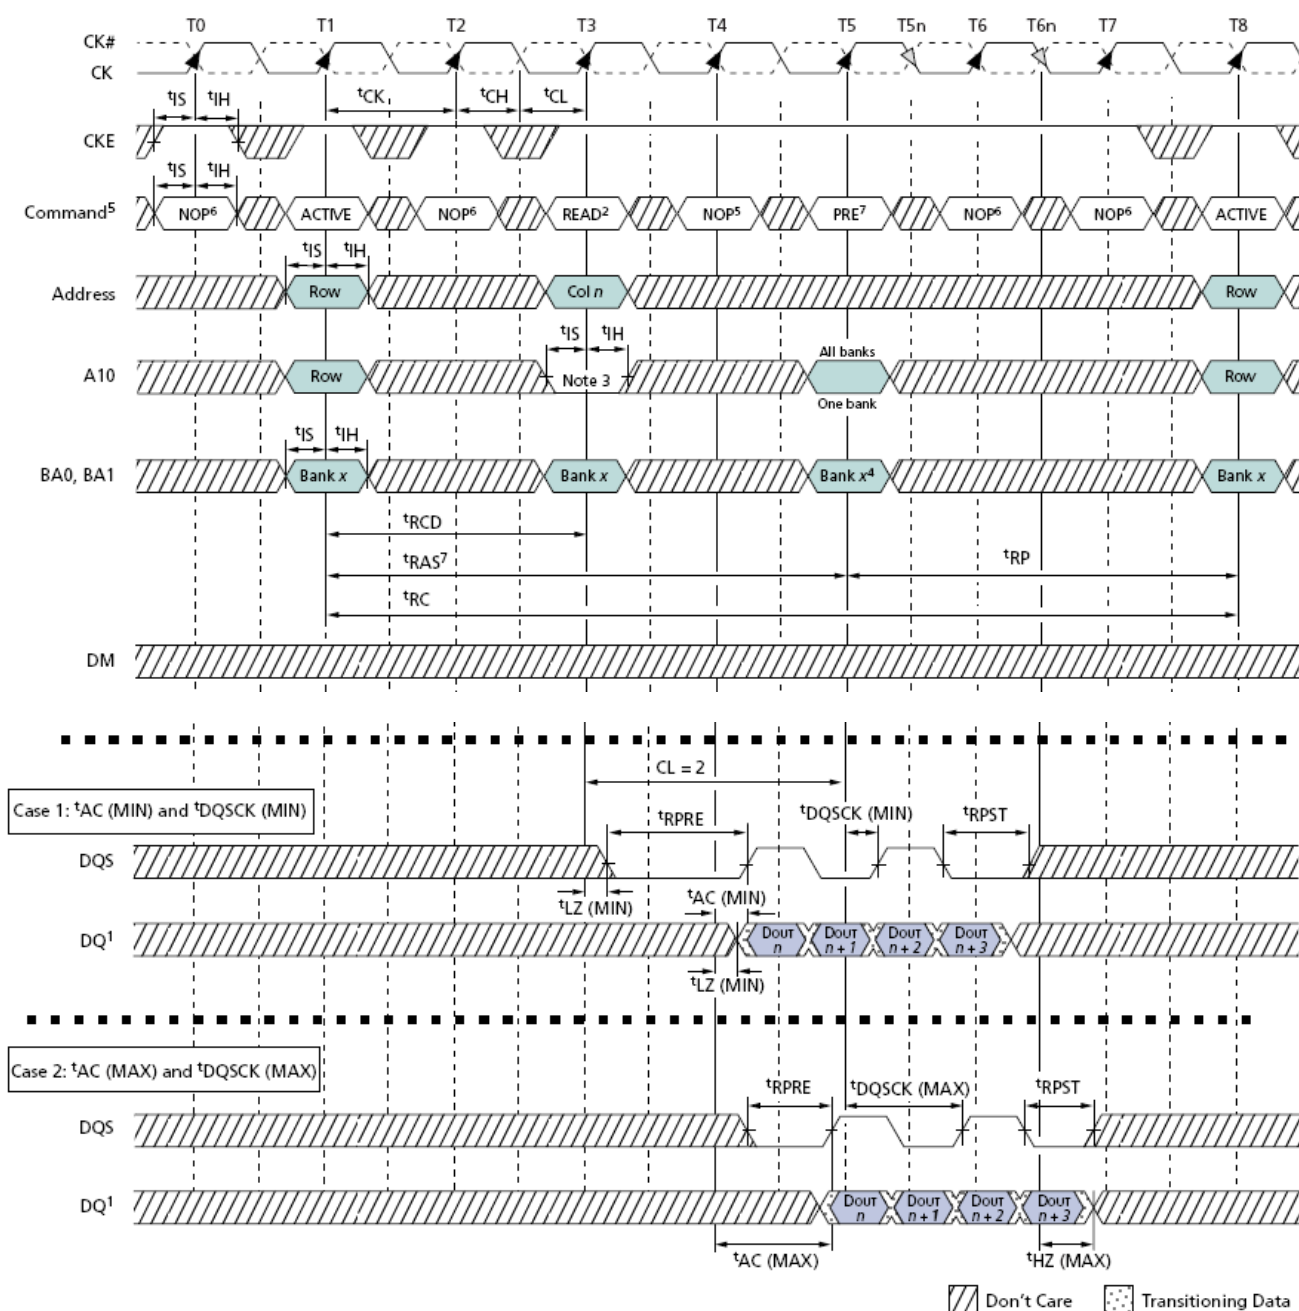 T0 T1 T2 T3 T4 T5 T5n T6 T6n T7 T8
CK#
CK
tIS tIH tCK tCH tCL
CKE
tIS tIH
Command5 NOP6 ACTIVE NOP6 READ2 NOP5 PRE7 NOP6 NOP6 ACTIVE
tIS tIH
Address Row Col n Row
tIS tIH All banks
A10 Row Note 3 Row
One bank
tIS tIH
BA0, BA1 Bank x Bank x Bank x4 Bank x
tRCD
tRAS7 tRP
tRC
DM
CL = 2
Case 1: tAC (MIN) and tDQSCK (MIN)
tRPRE tDQSCK (MIN) tRPST
DQS
tLZ (MIN) tAC (MIN)
DQ1 DOUT n DOUT n + 1 DOUT n + 2 DOUT n + 3
tLZ (MIN)
Case 2: tAC (MAX) and tDQSCK (MAX)
tRPRE tDQSCK (MAX) tRPST
DQS
DQ1 DOUT n DOUT n + 1 DOUT n + 2 DOUT n + 3
tAC (MAX) tHZ (MAX)
Don't Care Transitioning Data